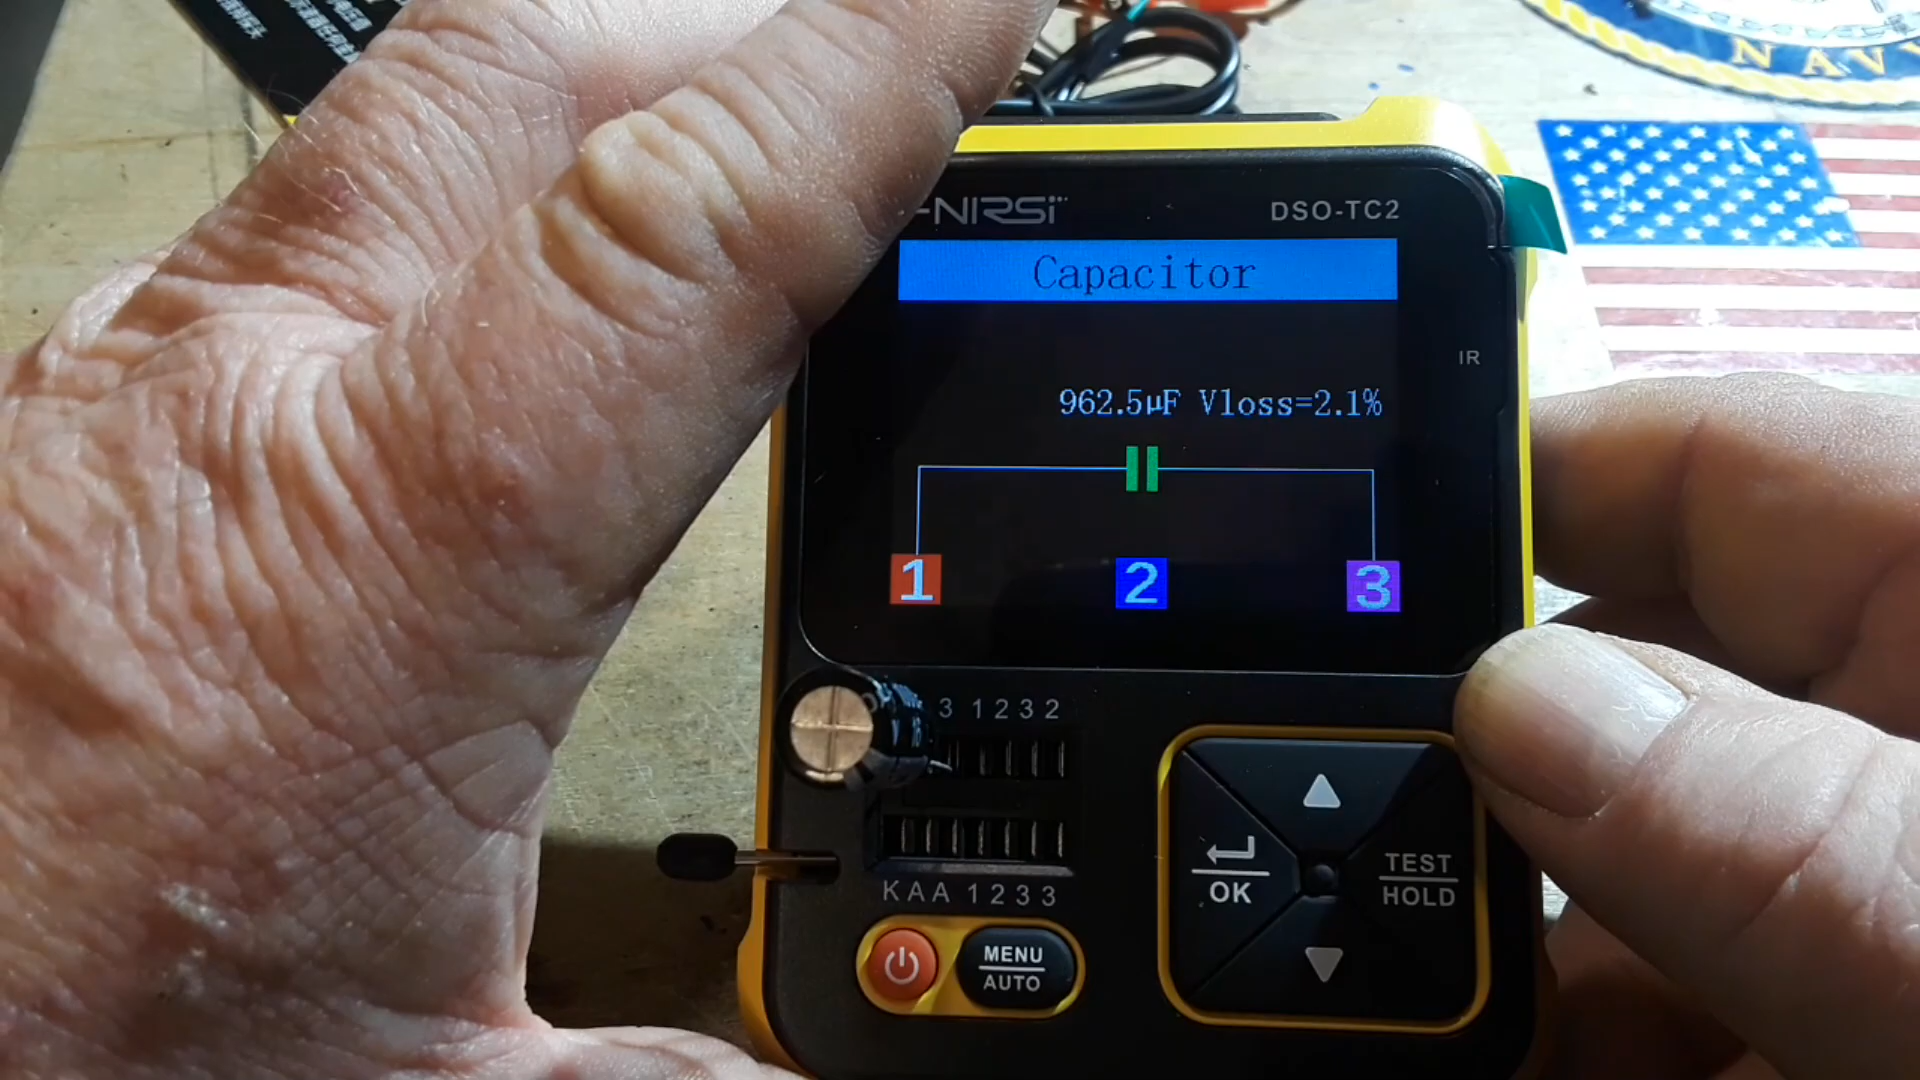 NAVY
FNIRSI
DSO-TC2
Capacitor
IR
962.5μF Vloss=2.1%
1 2 3
3 1 2 3 2
K A A 1 2 3 3
OK
TEST
HOLD
MENU
AUTO